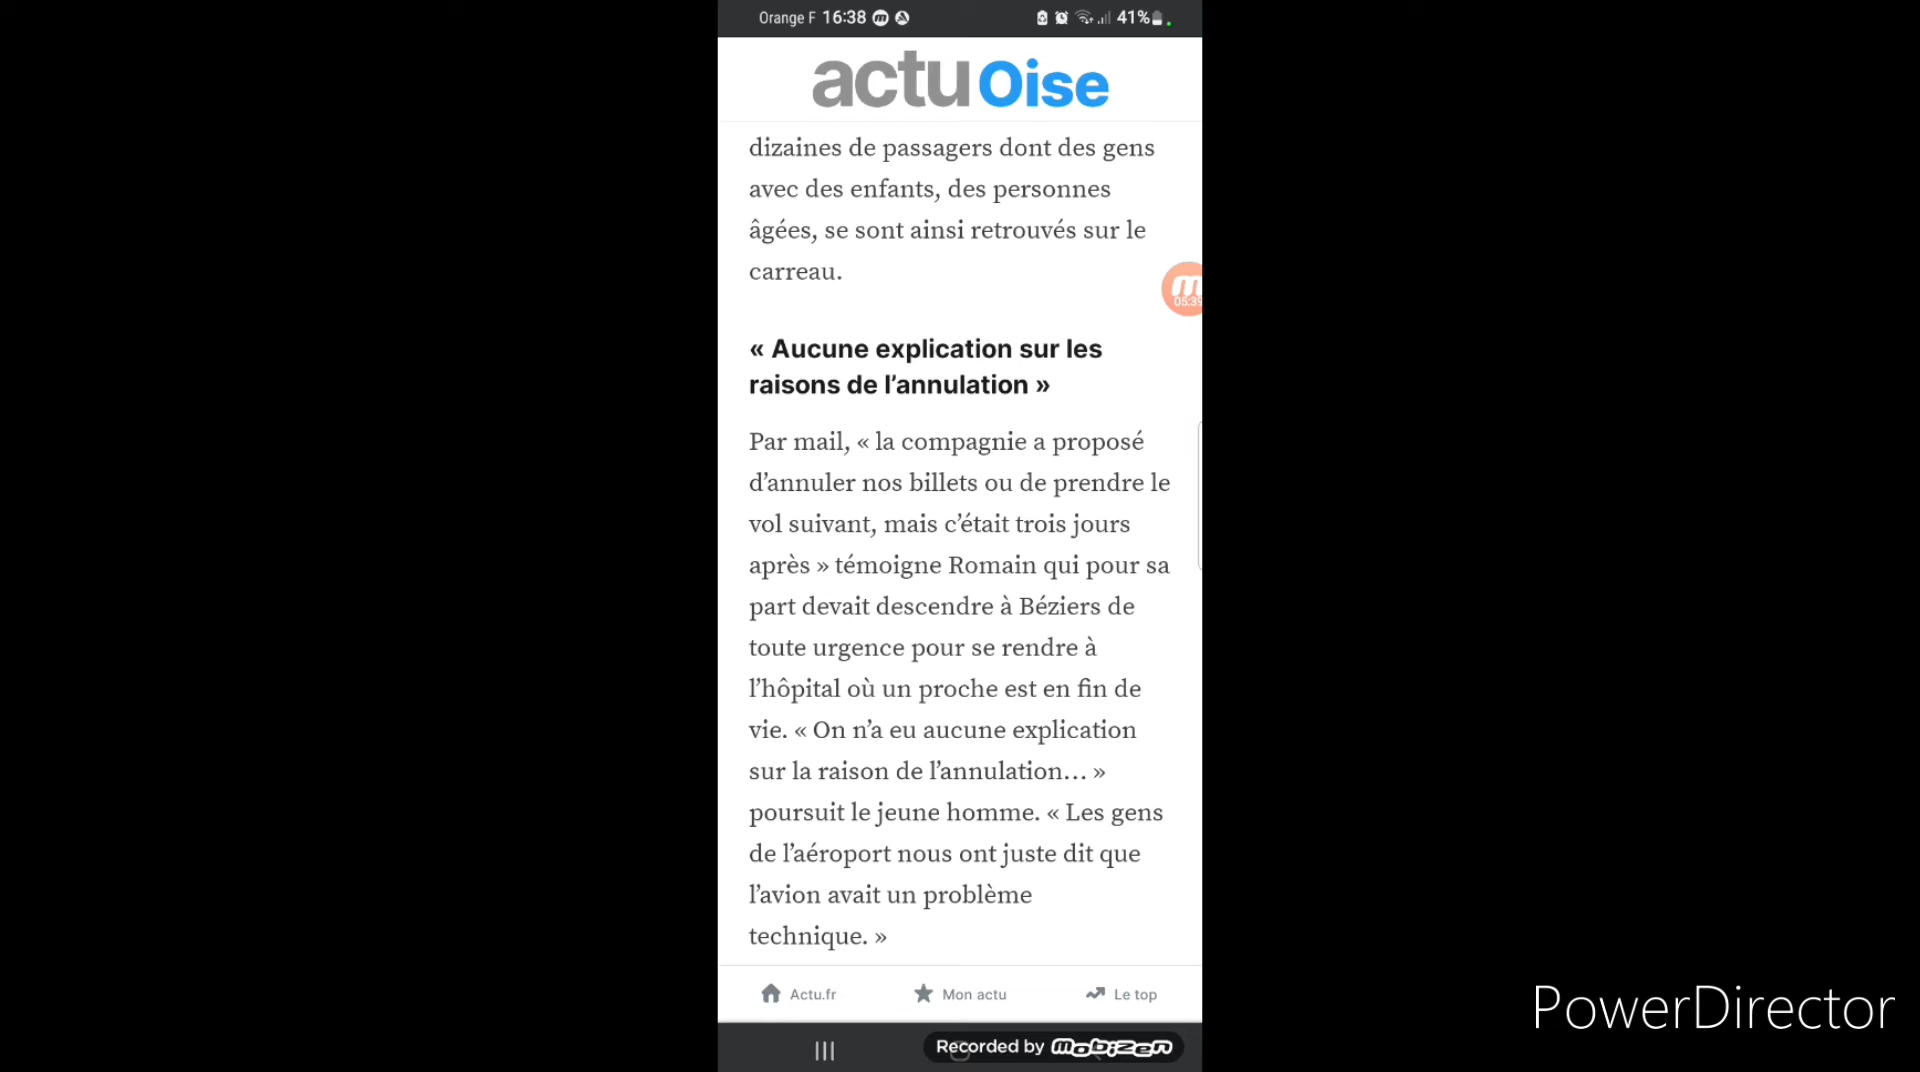 Orange F 16:38
41%
actu Oise
dizaines de passagers dont des gens
avec des enfants, des personnes
âgées, se sont ainsi retrouvés sur le
carreau.
05:39
« Aucune explication sur les
raisons de l’annulation »
Par mail, « la compagnie a proposé
d’annuler nos billets ou de prendre le
vol suivant, mais c’était trois jours
après » témoigne Romain qui pour sa
part devait descendre à Béziers de
toute urgence pour se rendre à
l’hôpital où un proche est en fin de
vie. « On n’a eu aucune explication
sur la raison de l’annulation… »
poursuit le jeune homme. « Les gens
de l’aéroport nous ont juste dit que
l’avion avait un problème
technique. »
Actu.fr
Mon actu
Le top
Recorded by mobizen
PowerDirector